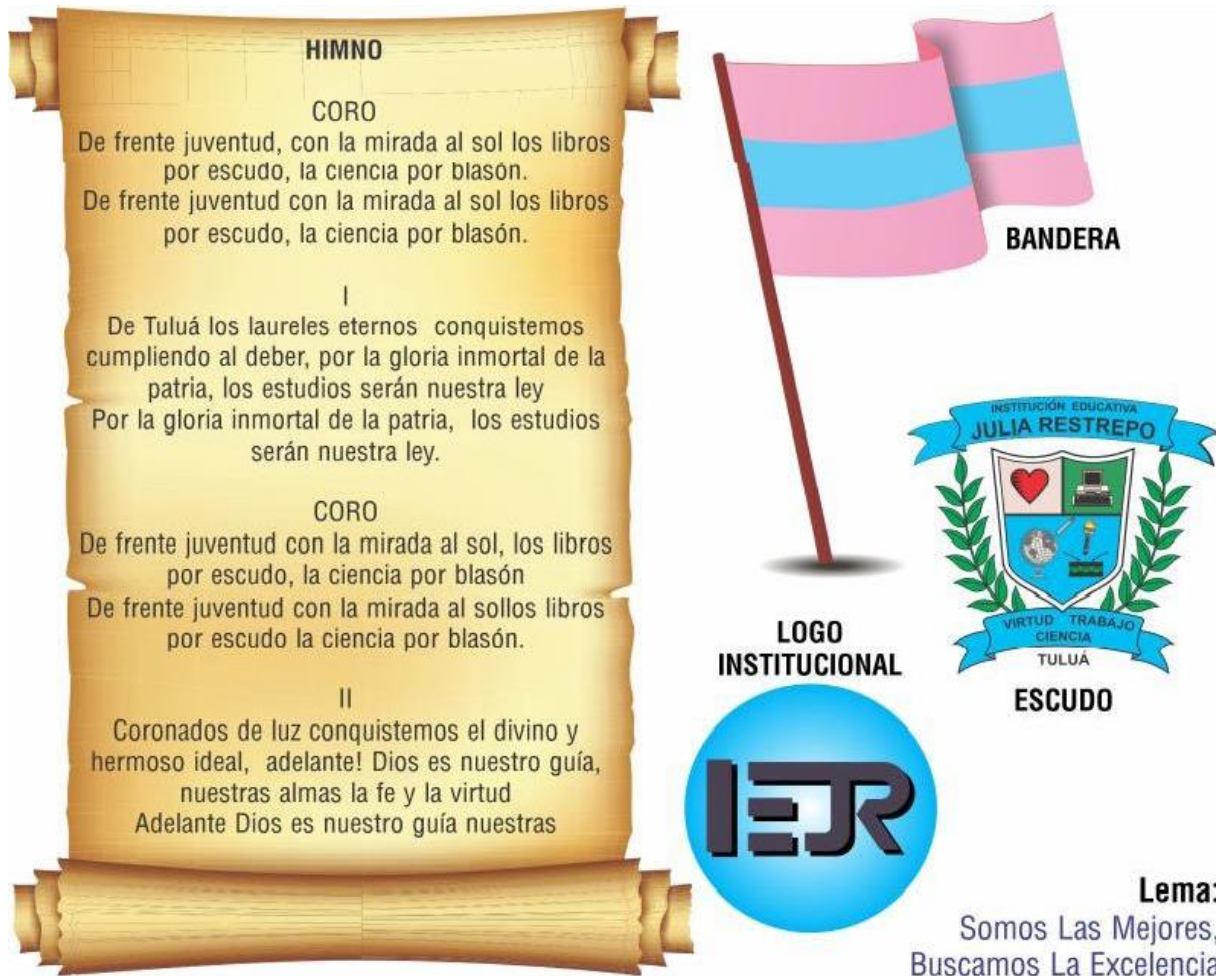 HIMNO
CORO
De frente juventud, con la mirada al sol los libros
por escudo, la ciencia por blasón.
De frente juventud con la mirada al sol los libros
por escudo, la ciencia por blasón.
I
De Tuluá los laureles eternos conquistemos
cumpliendo al deber, por la gloria inmortal de la
patria, los estudios serán nuestra ley
Por la gloria inmortal de la patria, los estudios
serán nuestra ley.
CORO
De frente juventud con la mirada al sol, los libros
por escudo, la ciencia por blasón
De frente juventud con la mirada al sollos libros
por escudo la ciencia por blasón.
II
Coronados de luz conquistemos el divino y
hermoso ideal, adelante! Dios es nuestro guía,
nuestras almas la fe y la virtud
Adelante Dios es nuestro guía nuestras
BANDERA
INSTITUCIÓN EDUCATIVA
JULIA RESTREPO
VIRTUD TRABAJO
CIENCIA
TULUÁ
ESCUDO
LOGO
INSTITUCIONAL
IEJR
Lema:
Somos Las Mejores,
Buscamos La Excelencia